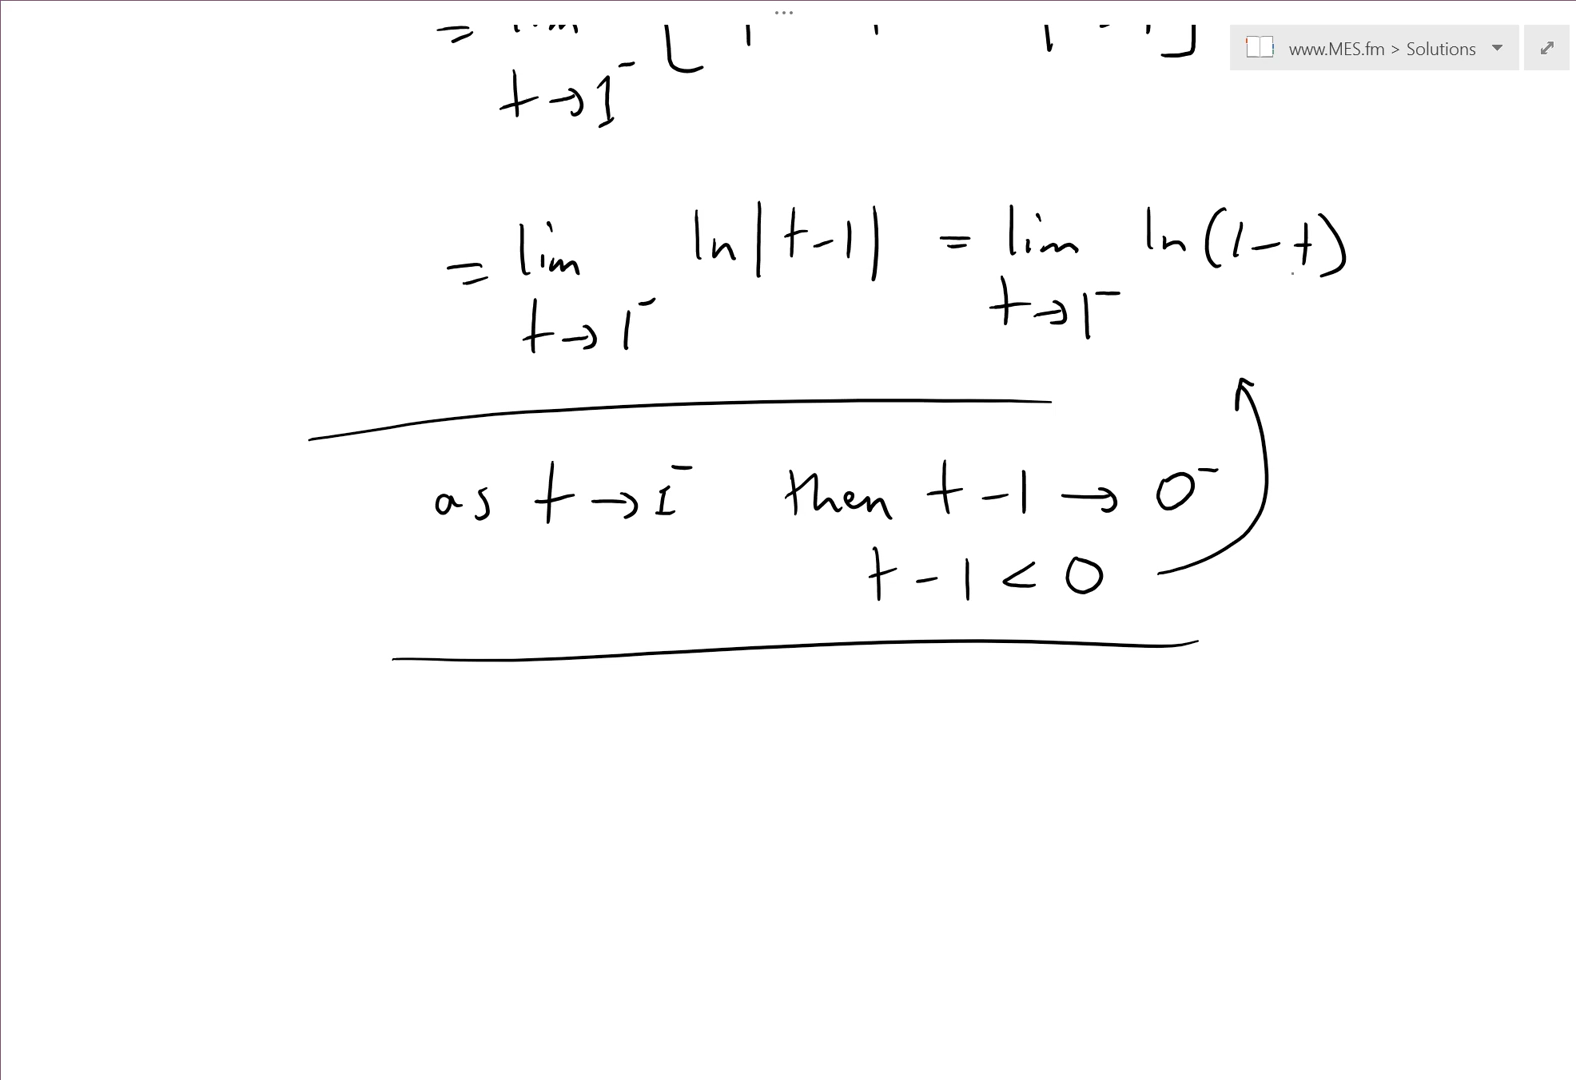 www.MES.fm > Solutions
t→1⁻
= lim ln|t-1| = lim ln(1-t)
t→1⁻ t→1⁻
as t→1⁻ then t-1 → 0⁻
t-1 < 0